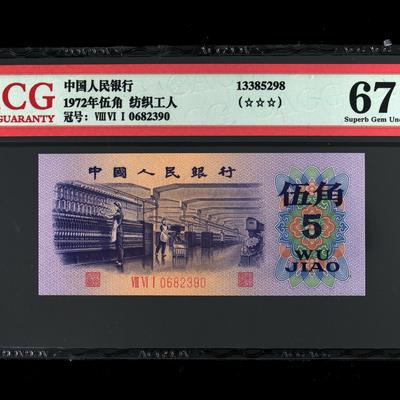 CG
GUARANTY
中国人民银行
1972年伍角 纺织工人
冠号: Ⅷ Ⅵ Ⅰ 0682390
13385298
(☆☆☆)
67
Superb Gem Unc
中國人民銀行
伍角
5
WU
JIAO
Ⅷ Ⅵ Ⅰ 0682390